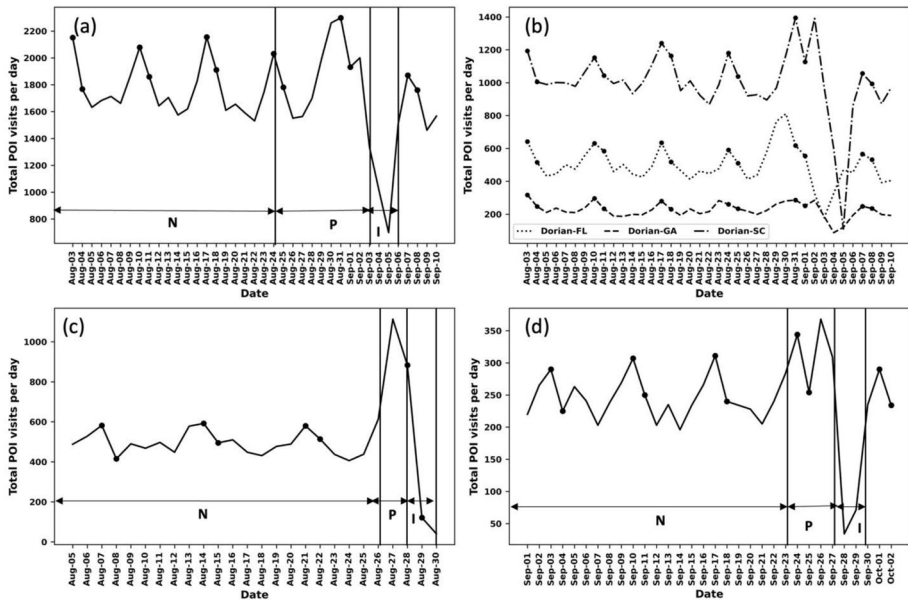 (a)
Total POI visits per day
2200
2000
1800
1600
1400
1200
1000
800
N
P
I
Aug-03
Aug-04
Aug-05
Aug-06
Aug-07
Aug-08
Aug-09
Aug-10
Aug-11
Aug-12
Aug-13
Aug-14
Aug-15
Aug-16
Aug-17
Aug-18
Aug-19
Aug-20
Aug-21
Aug-22
Aug-23
Aug-24
Aug-25
Aug-26
Aug-27
Aug-28
Aug-29
Aug-30
Aug-31
Sep-01
Sep-02
Sep-03
Sep-04
Sep-05
Sep-06
Sep-07
Sep-08
Sep-09
Sep-10
Date
(b)
Total POI visits per day
1400
1200
1000
800
600
400
200
Dorian-FL
Dorian-GA
Dorian-SC
Aug-03
Aug-04
Aug-05
Aug-06
Aug-07
Aug-08
Aug-09
Aug-10
Aug-11
Aug-12
Aug-13
Aug-14
Aug-15
Aug-16
Aug-17
Aug-18
Aug-19
Aug-20
Aug-21
Aug-22
Aug-23
Aug-24
Aug-25
Aug-26
Aug-27
Aug-28
Aug-29
Aug-30
Aug-31
Sep-01
Sep-02
Sep-03
Sep-04
Sep-05
Sep-06
Sep-07
Sep-08
Sep-09
Sep-10
Date
(c)
Total POI visits per day
1000
800
600
400
200
0
N
P
I
Aug-05
Aug-06
Aug-07
Aug-08
Aug-09
Aug-10
Aug-11
Aug-12
Aug-13
Aug-14
Aug-15
Aug-16
Aug-17
Aug-18
Aug-19
Aug-20
Aug-21
Aug-22
Aug-23
Aug-24
Aug-25
Aug-26
Aug-27
Aug-28
Aug-29
Aug-30
Date
(d)
Total POI visits per day
350
300
250
200
150
100
50
N
P
I
Sep-01
Sep-02
Sep-03
Sep-04
Sep-05
Sep-06
Sep-07
Sep-08
Sep-09
Sep-10
Sep-11
Sep-12
Sep-13
Sep-14
Sep-15
Sep-16
Sep-17
Sep-18
Sep-19
Sep-20
Sep-21
Sep-22
Sep-23
Sep-24
Sep-25
Sep-26
Sep-27
Sep-28
Sep-29
Sep-30
Oct-01
Oct-02
Date